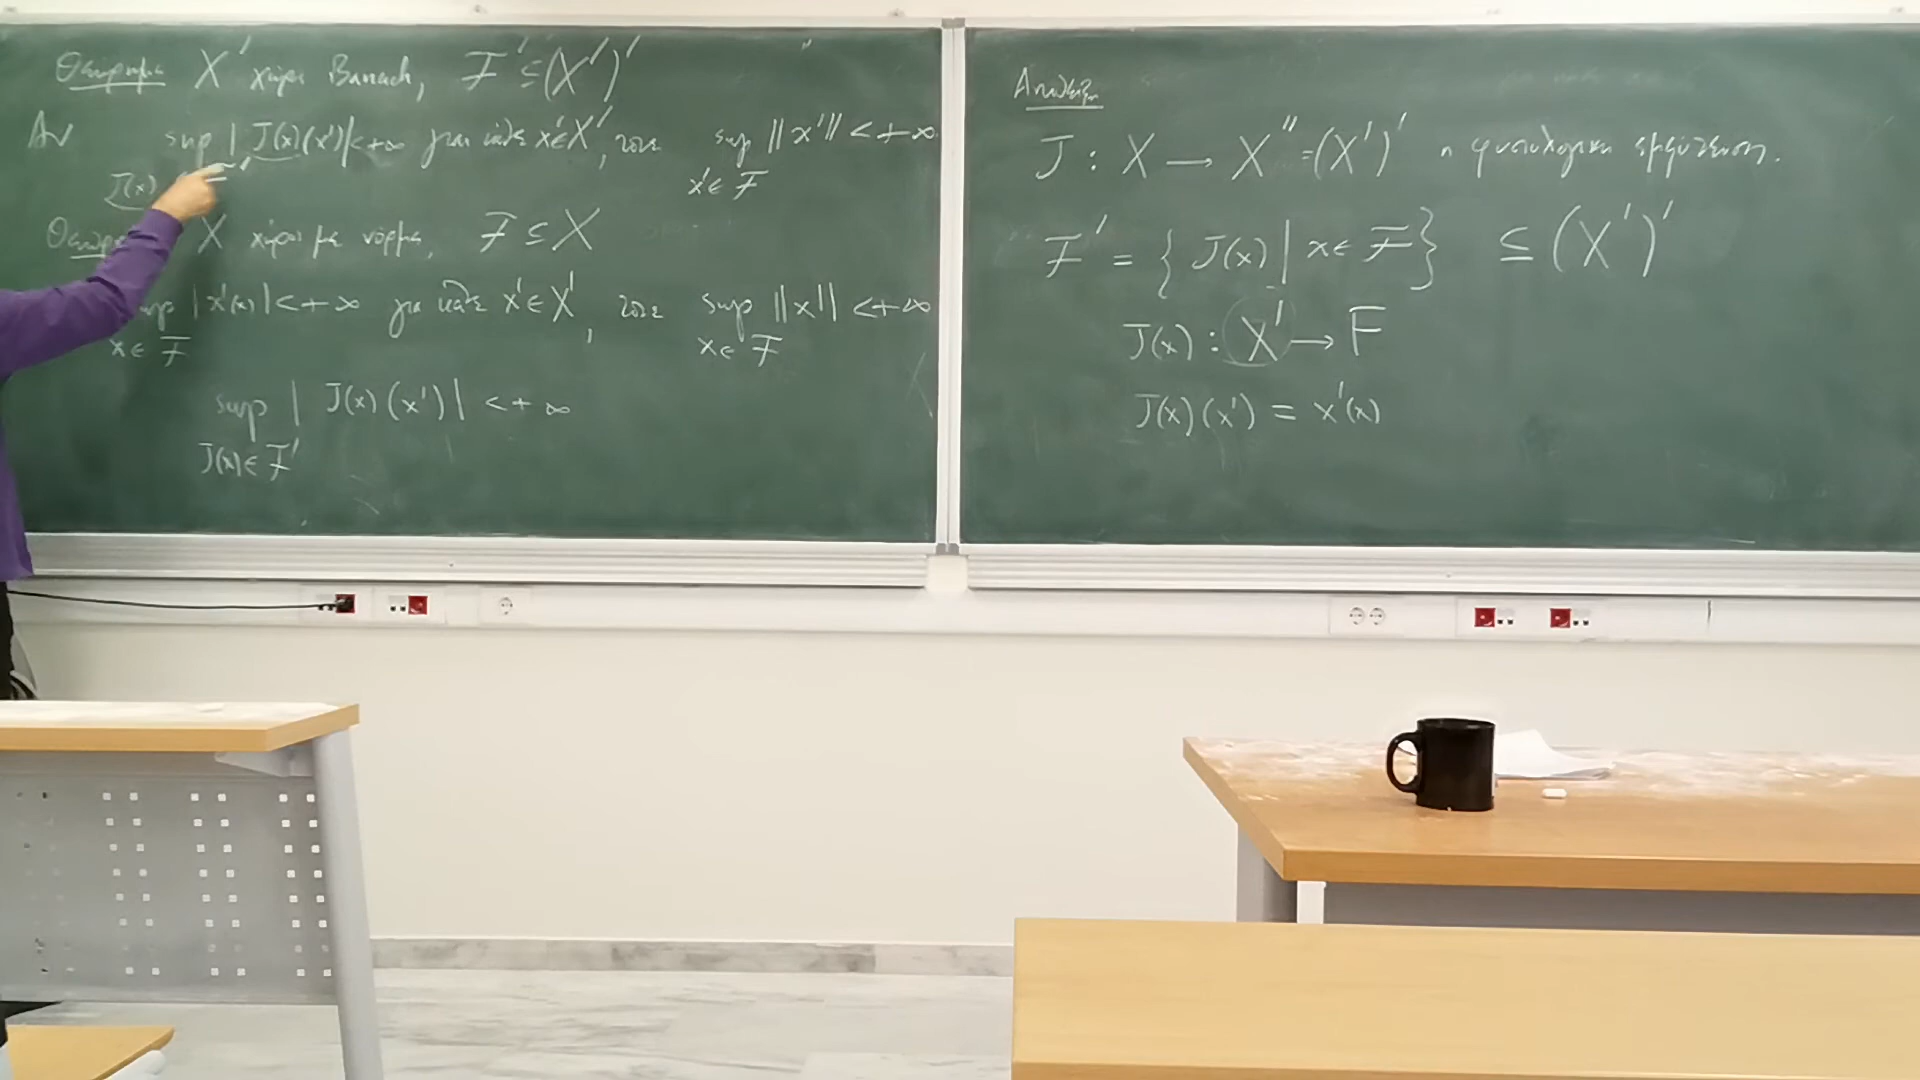 Θεώρημα X' χώρος Banach, F' ⊆ (X')'
Αν sup | J(x)(x')| < +∞ για κάθε x'∈X', τότε sup ||x'|| < +∞
J(x) x'∈ F
Θεώρημα X χώρος με νόρμα, F ⊆ X
sup |x'(x)| < +∞ για κάθε x'∈X', τότε sup ||x|| < +∞
x∈ F x∈ F
sup | J(x)(x')| < +∞
J(x)∈ F'
Απόδειξη
J : X → X'' = (X')' η φυσιολογική εμφύτευση.
F' = { J(x) | x∈ F } ⊆ (X')'
J(x) : X' → F
J(x)(x') = x'(x)